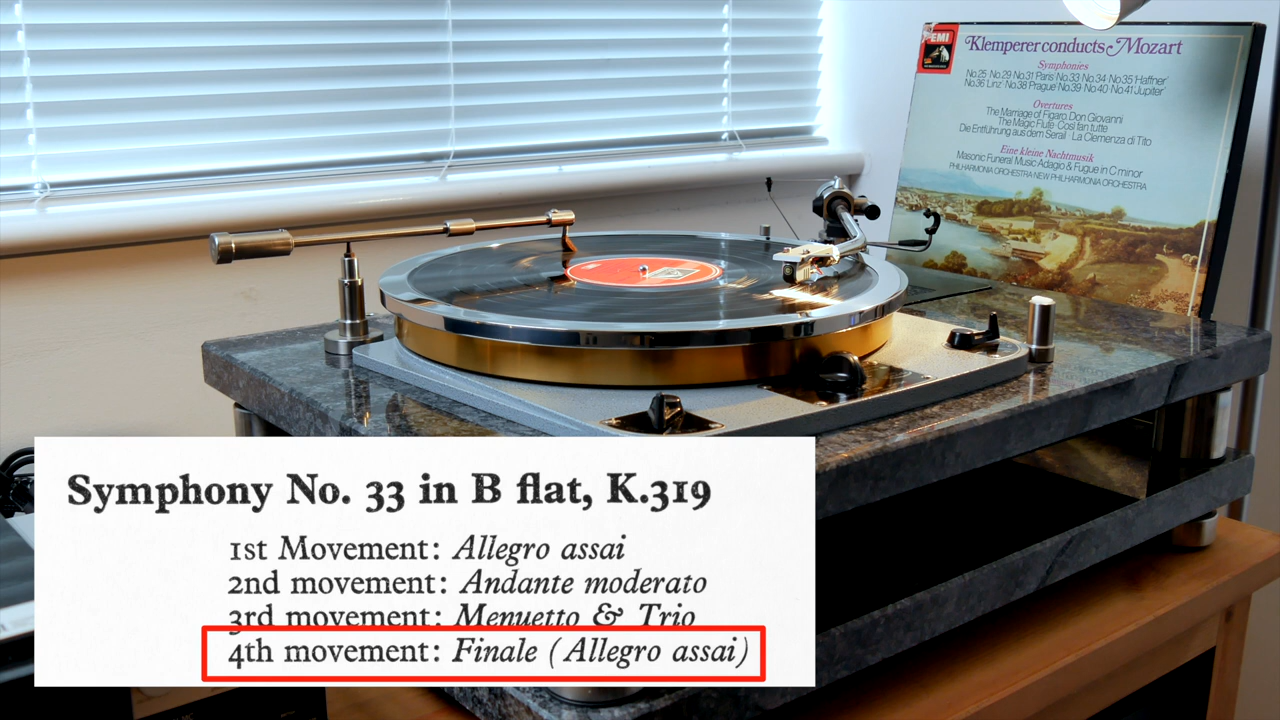 EMI
Klemperer conducts Mozart
Symphonies
No.25 No.29 No.31 'Paris' No.33 No.34 No.35 'Haffner'
No.36 'Linz' No.38 'Prague' No.39 No.40 No.41 'Jupiter'
Overtures
The Marriage of Figaro Don Giovanni
The Magic Flute Così fan tutte
Die Entführung aus dem Serail La Clemenza di Tito
Eine kleine Nachtmusik
Masonic Funeral Music Adagio & Fugue in C minor
PHILHARMONIA ORCHESTRA NEW PHILHARMONIA ORCHESTRA
Symphony No. 33 in B flat, K.319
1st Movement: Allegro assai
2nd movement: Andante moderato
3rd movement: Menuetto & Trio
4th movement: Finale (Allegro assai)